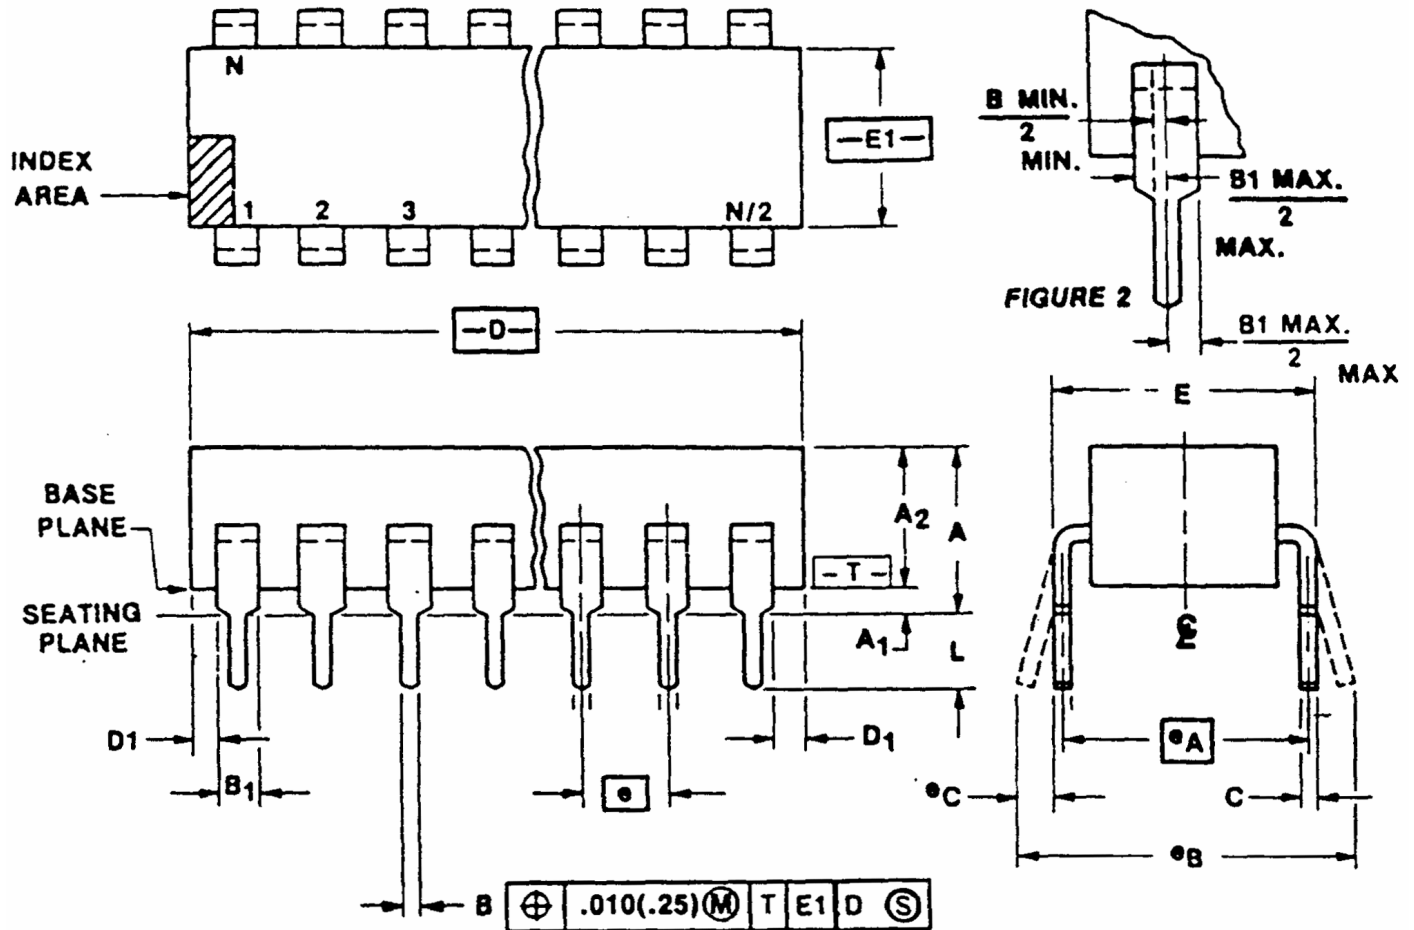 N
INDEX
AREA
1 2 3 N/2
—E1—
B MIN.
2
MIN.
B1 MAX.
2
MAX.
FIGURE 2
B1 MAX.
2
MAX
—D—
E
BASE
PLANE
SEATING
PLANE
A2
A
-T-
A1
L
D1
B1
e
D1
℄
eA
eC
C
eB
B ⌖ .010(.25)Ⓜ T E1 D Ⓢ